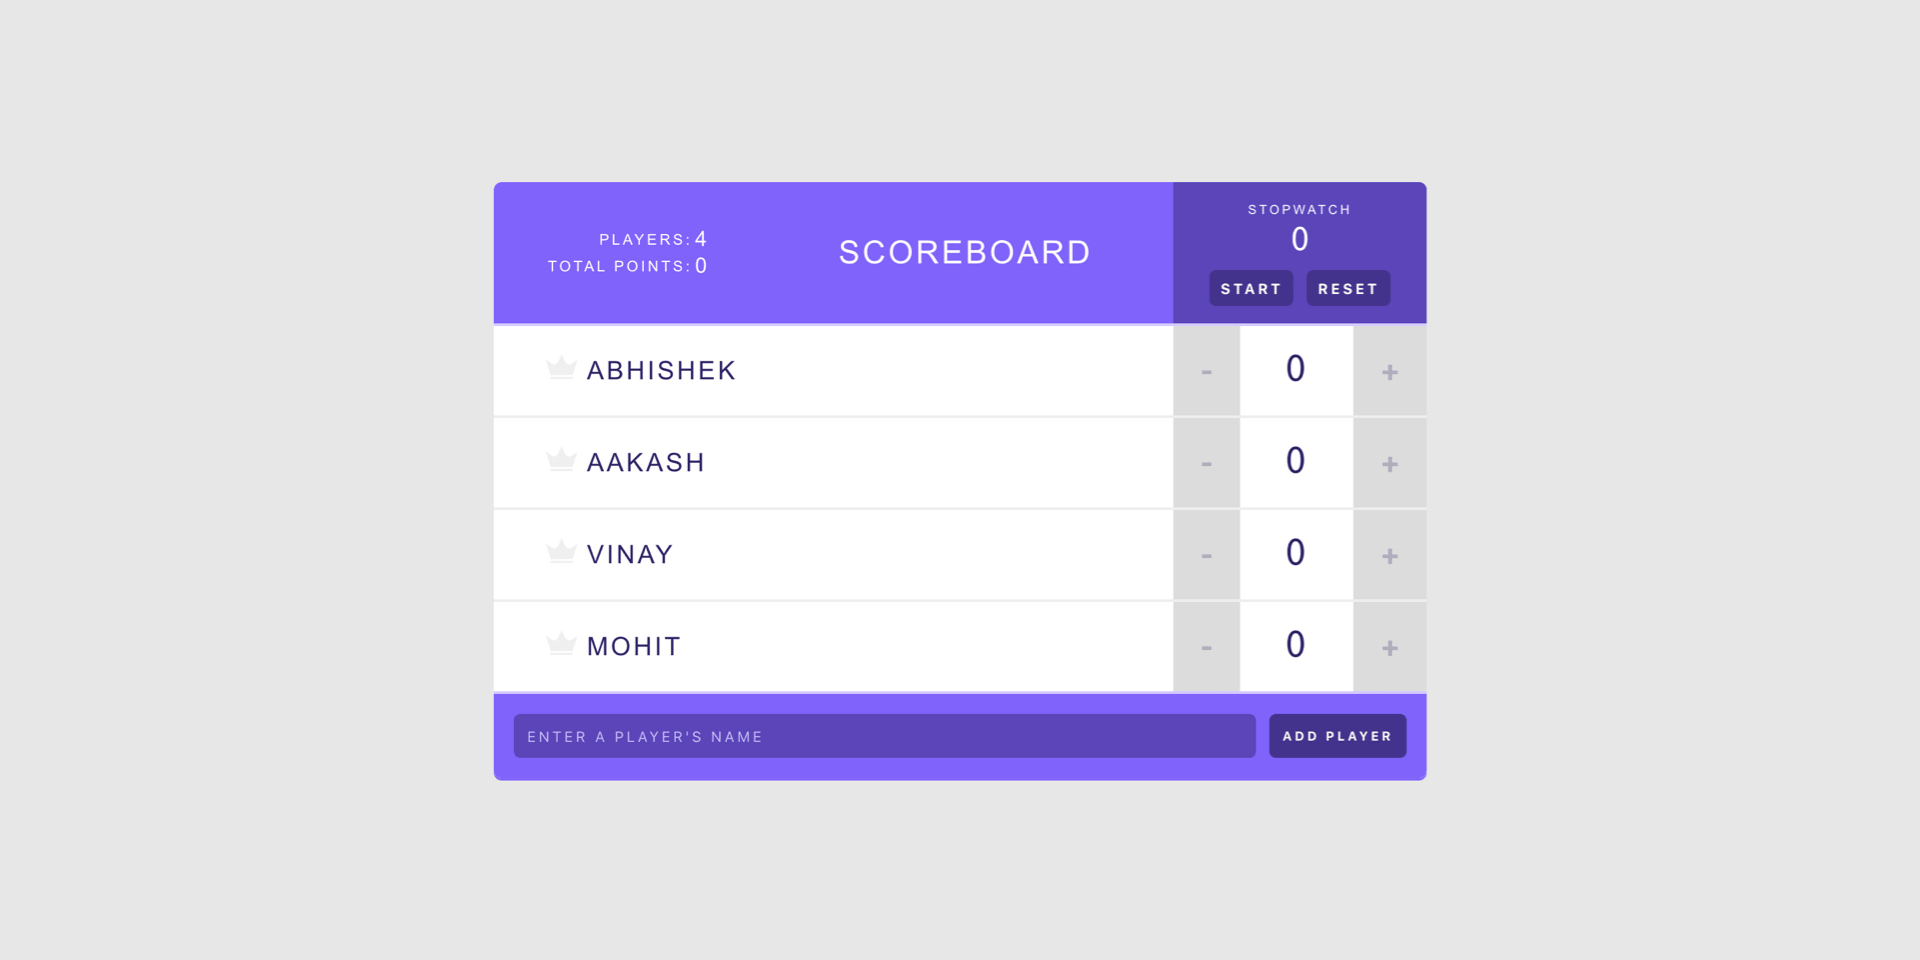 PLAYERS: 4
TOTAL POINTS: 0
SCOREBOARD
STOPWATCH
0
START RESET
ABHISHEK - 0 +
AAKASH - 0 +
VINAY - 0 +
MOHIT - 0 +
ENTER A PLAYER'S NAME ADD PLAYER